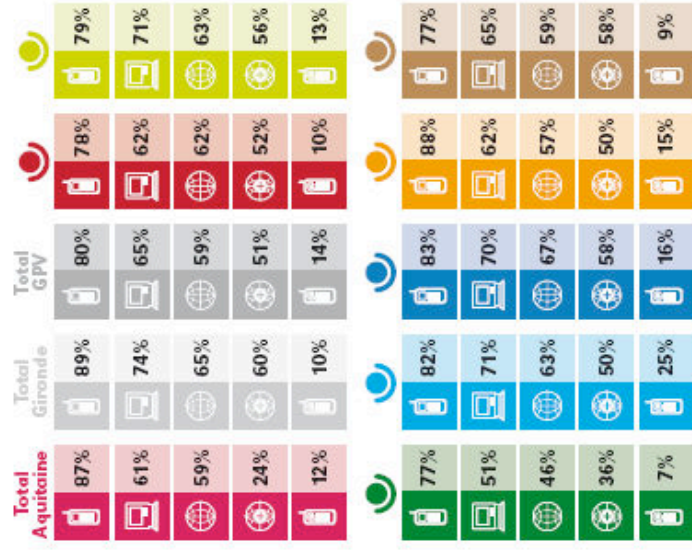 Total Total Total
Aquitaine Gironde GPV
87% 89% 80% 78% 79%
61% 74% 65% 62% 71%
59% 65% 59% 62% 63%
24% 60% 51% 52% 56%
12% 10% 14% 10% 13%
77% 82% 83% 88% 77%
51% 71% 70% 62% 65%
46% 63% 67% 57% 59%
36% 50% 58% 50% 58%
7% 25% 16% 15% 9%